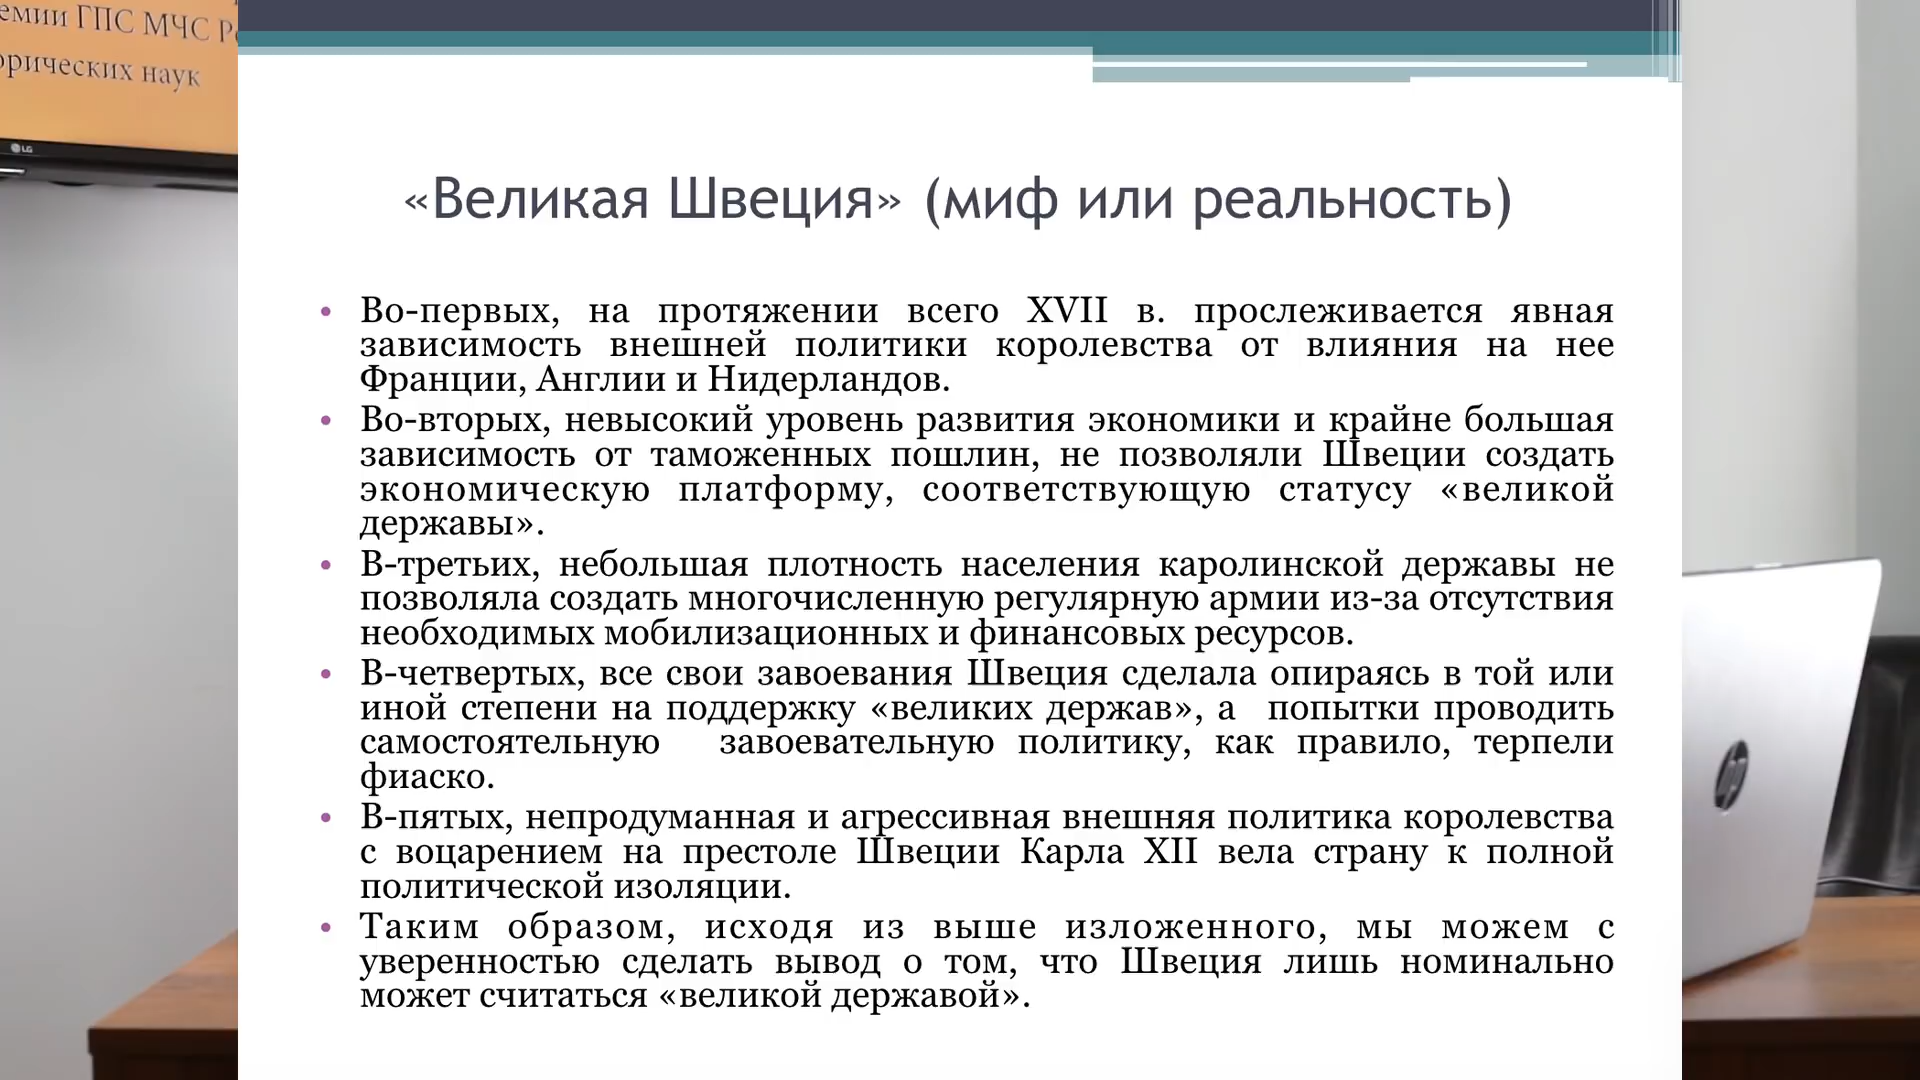 ГПС МЧС
наук
LG
«Великая Швеция» (миф или реальность)
• Во-первых, на протяжении всего XVII в. прослеживается явная
зависимость внешней политики королевства от влияния на нее
Франции, Англии и Нидерландов.
• Во-вторых, невысокий уровень развития экономики и крайне большая
зависимость от таможенных пошлин, не позволяли Швеции создать
экономическую платформу, соответствующую статусу «великой
державы».
• В-третьих, небольшая плотность населения каролинской державы не
позволяла создать многочисленную регулярную армии из-за отсутствия
необходимых мобилизационных и финансовых ресурсов.
• В-четвертых, все свои завоевания Швеция сделала опираясь в той или
иной степени на поддержку «великих держав», а попытки проводить
самостоятельную завоевательную политику, как правило, терпели
фиаско.
• В-пятых, непродуманная и агрессивная внешняя политика королевства
с воцарением на престоле Швеции Карла XII вела страну к полной
политической изоляции.
• Таким образом, исходя из выше изложенного, мы можем с
уверенностью сделать вывод о том, что Швеция лишь номинально
может считаться «великой державой».
hp